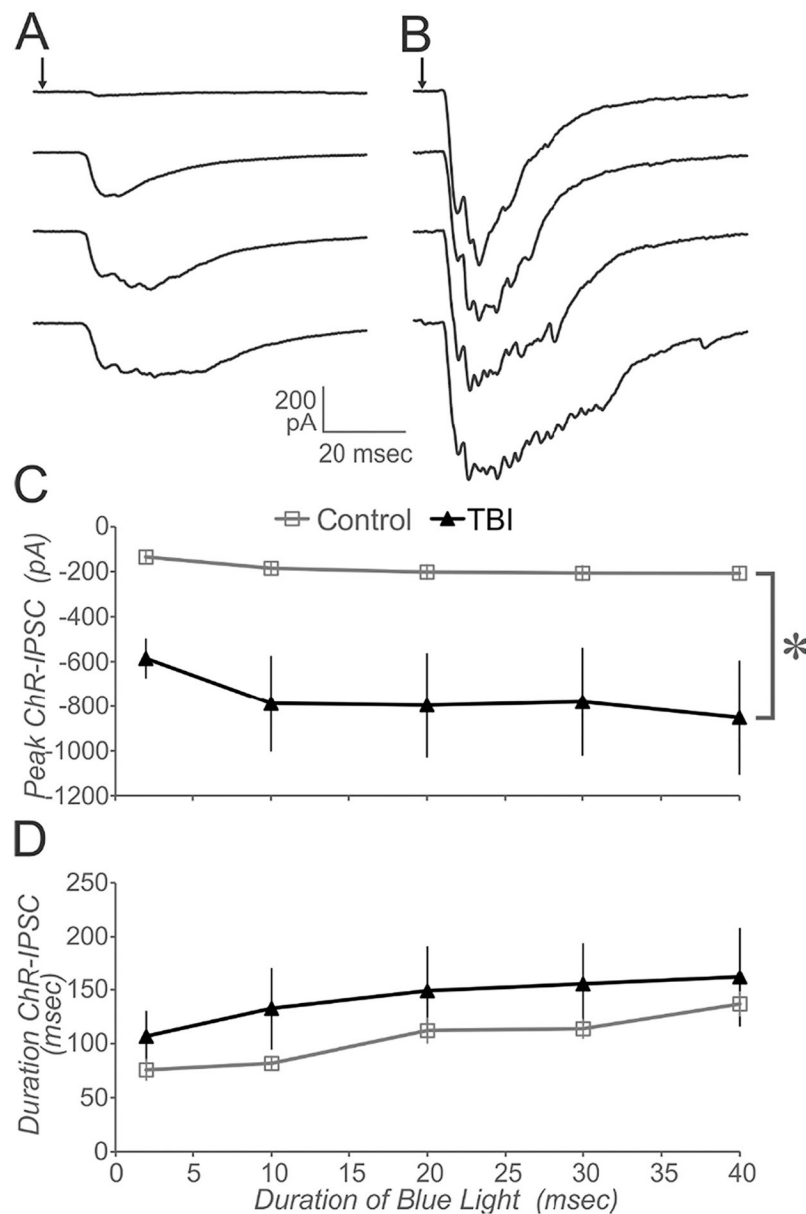 A
B
200
pA
20 msec
C
Control
TBI
0
-200
-400
-600
-800
-1000
-1200
Peak ChR-IPSC (pA)
*
D
250
200
150
100
50
0
Duration ChR-IPSC
(msec)
0 5 10 15 20 25 30 35 40
Duration of Blue Light (msec)